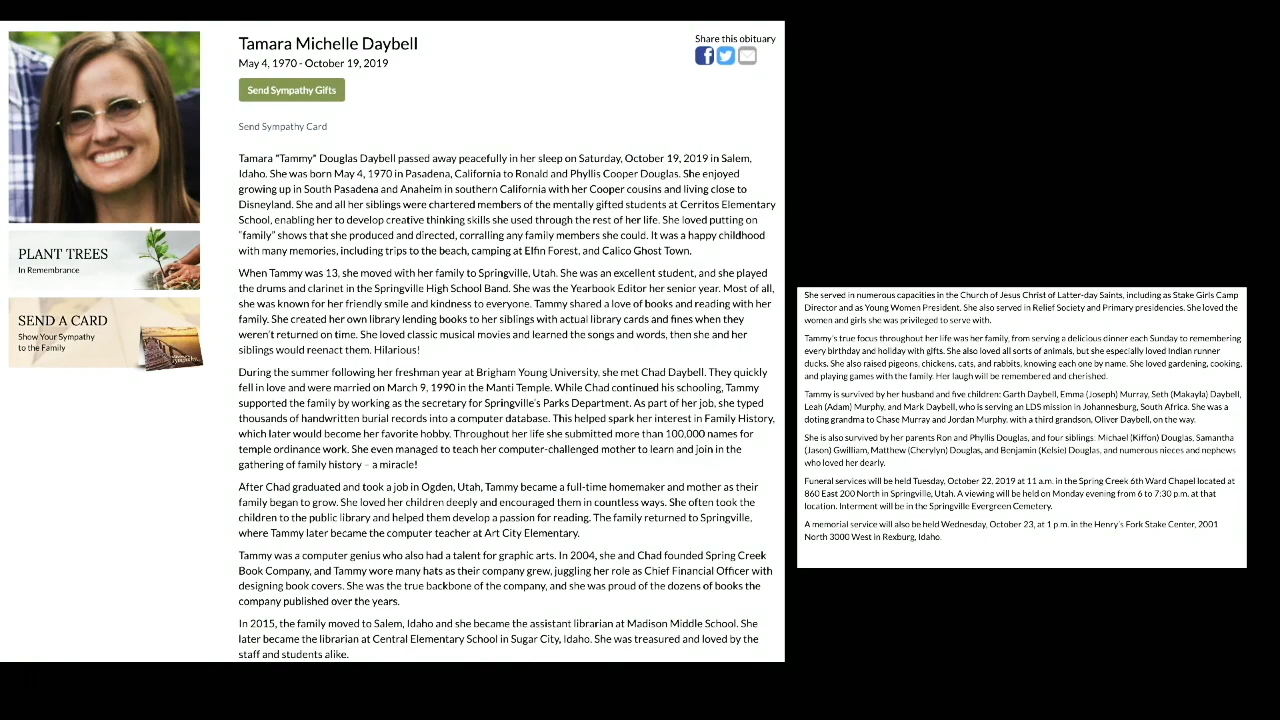 Tamara Michelle Daybell
May 4, 1970 - October 19, 2019
Share this obituary
Send Sympathy Gifts
Send Sympathy Card
PLANT TREES
In Remembrance
SEND A CARD
Show Your Sympathy
to the Family
Tamara "Tammy" Douglas Daybell passed away peacefully in her sleep on Saturday, October 19, 2019 in Salem,
Idaho. She was born May 4, 1970 in Pasadena, California to Ronald and Phyllis Cooper Douglas. She enjoyed
growing up in South Pasadena and Anaheim in southern California with her Cooper cousins and living close to
Disneyland. She and all her siblings were chartered members of the mentally gifted students at Cerritos Elementary
School, enabling her to develop creative thinking skills she used through the rest of her life. She loved putting on
"family" shows that she produced and directed, corralling any family members she could. It was a happy childhood
with many memories, including trips to the beach, camping at Elfin Forest, and Calico Ghost Town.
When Tammy was 13, she moved with her family to Springville, Utah. She was an excellent student, and she played
the drums and clarinet in the Springville High School Band. She was the Yearbook Editor her senior year. Most of all,
she was known for her friendly smile and kindness to everyone. Tammy shared a love of books and reading with her
family. She created her own library lending books to her siblings with actual library cards and fines when they
weren't returned on time. She loved classic musical movies and learned the songs and words, then she and her
siblings would reenact them. Hilarious!
During the summer following her freshman year at Brigham Young University, she met Chad Daybell. They quickly
fell in love and were married on March 9, 1990 in the Manti Temple. While Chad continued his schooling, Tammy
supported the family by working as the secretary for Springville's Parks Department. As part of her job, she typed
thousands of handwritten burial records into a computer database. This helped spark her interest in Family History,
which later would become her favorite hobby. Throughout her life she submitted more than 100,000 names for
temple ordinance work. She even managed to teach her computer-challenged mother to learn and join in the
gathering of family history – a miracle!
After Chad graduated and took a job in Ogden, Utah, Tammy became a full-time homemaker and mother as their
family began to grow. She loved her children deeply and encouraged them in countless ways. She often took the
children to the public library and helped them develop a passion for reading. The family returned to Springville,
where Tammy later became the computer teacher at Art City Elementary.
Tammy was a computer genius who also had a talent for graphic arts. In 2004, she and Chad founded Spring Creek
Book Company, and Tammy wore many hats as their company grew, juggling her role as Chief Financial Officer with
designing book covers. She was the true backbone of the company, and she was proud of the dozens of books the
company published over the years.
In 2015, the family moved to Salem, Idaho and she became the assistant librarian at Madison Middle School. She
later became the librarian at Central Elementary School in Sugar City, Idaho. She was treasured and loved by the
staff and students alike.
She served in numerous capacities in the Church of Jesus Christ of Latter-day Saints, including as Stake Girls Camp
Director and as Young Women President. She also served in Relief Society and Primary presidencies. She loved the
women and girls she was privileged to serve with.
Tammy's true focus throughout her life was her family, from serving a delicious dinner each Sunday to remembering
every birthday and holiday with gifts. She also loved all sorts of animals, but she especially loved Indian runner
ducks. She also raised pigeons, chickens, cats, and rabbits, knowing each one by name. She loved gardening, cooking,
and playing games with the family. Her laugh will be remembered and cherished.
Tammy is survived by her husband and five children: Garth Daybell, Emma (Joseph) Murray, Seth (Makayla) Daybell,
Leah (Adam) Murphy, and Mark Daybell, who is serving an LDS mission in Johannesburg, South Africa. She was a
doting grandma to Chase Murray and Jordan Murphy, with a third grandson, Oliver Daybell, on the way.
She is also survived by her parents Ron and Phyllis Douglas, and four siblings: Michael (Kiffon) Douglas, Samantha
(Jason) Gwilliam, Matthew (Cherylyn) Douglas, and Benjamin (Kelsie) Douglas, and numerous nieces and nephews
who loved her dearly.
Funeral services will be held Tuesday, October 22, 2019 at 11 a.m. in the Spring Creek 6th Ward Chapel located at
860 East 200 North in Springville, Utah. A viewing will be held on Monday evening from 6 to 7:30 p.m. at that
location. Interment will be in the Springville Evergreen Cemetery.
A memorial service will also be held Wednesday, October 23, at 1 p.m. in the Henry's Fork Stake Center, 2001
North 3000 West in Rexburg, Idaho.